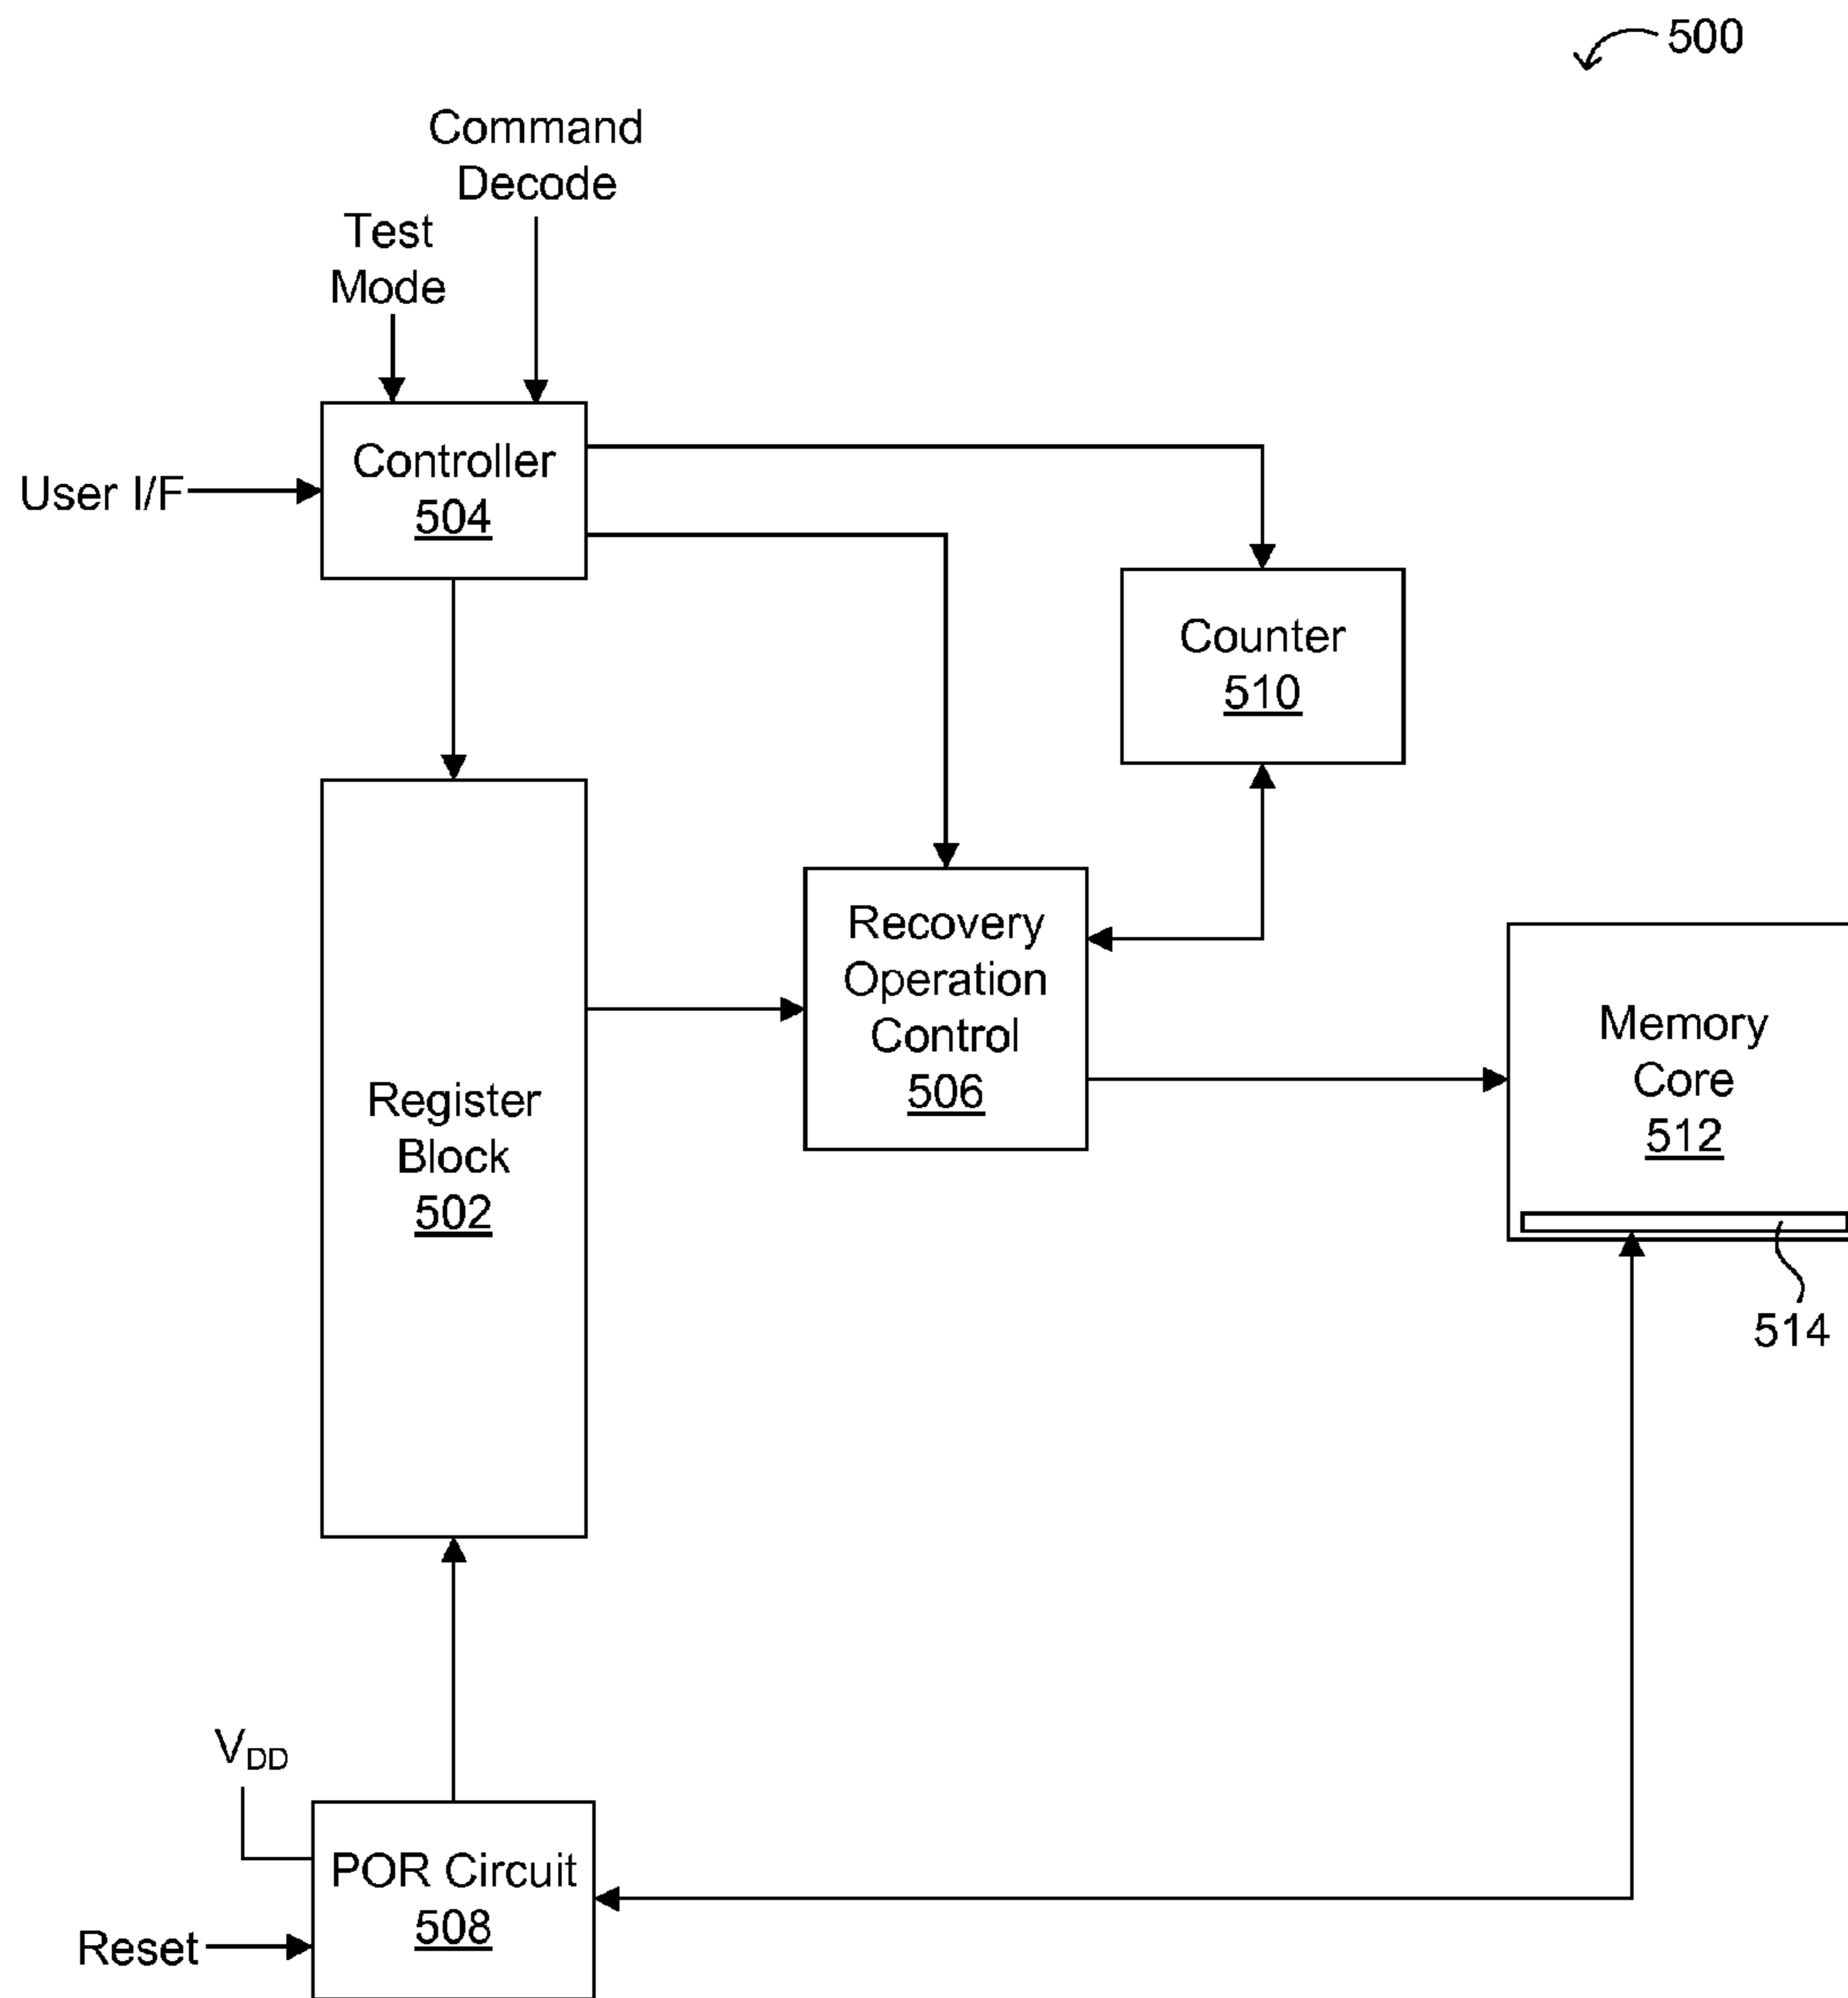 500
Command
Decode
Test
Mode
User I/F
Controller
504
Counter
510
Recovery
Operation
Control
506
Memory
Core
512
Register
Block
502
514
VDD
POR Circuit
508
Reset